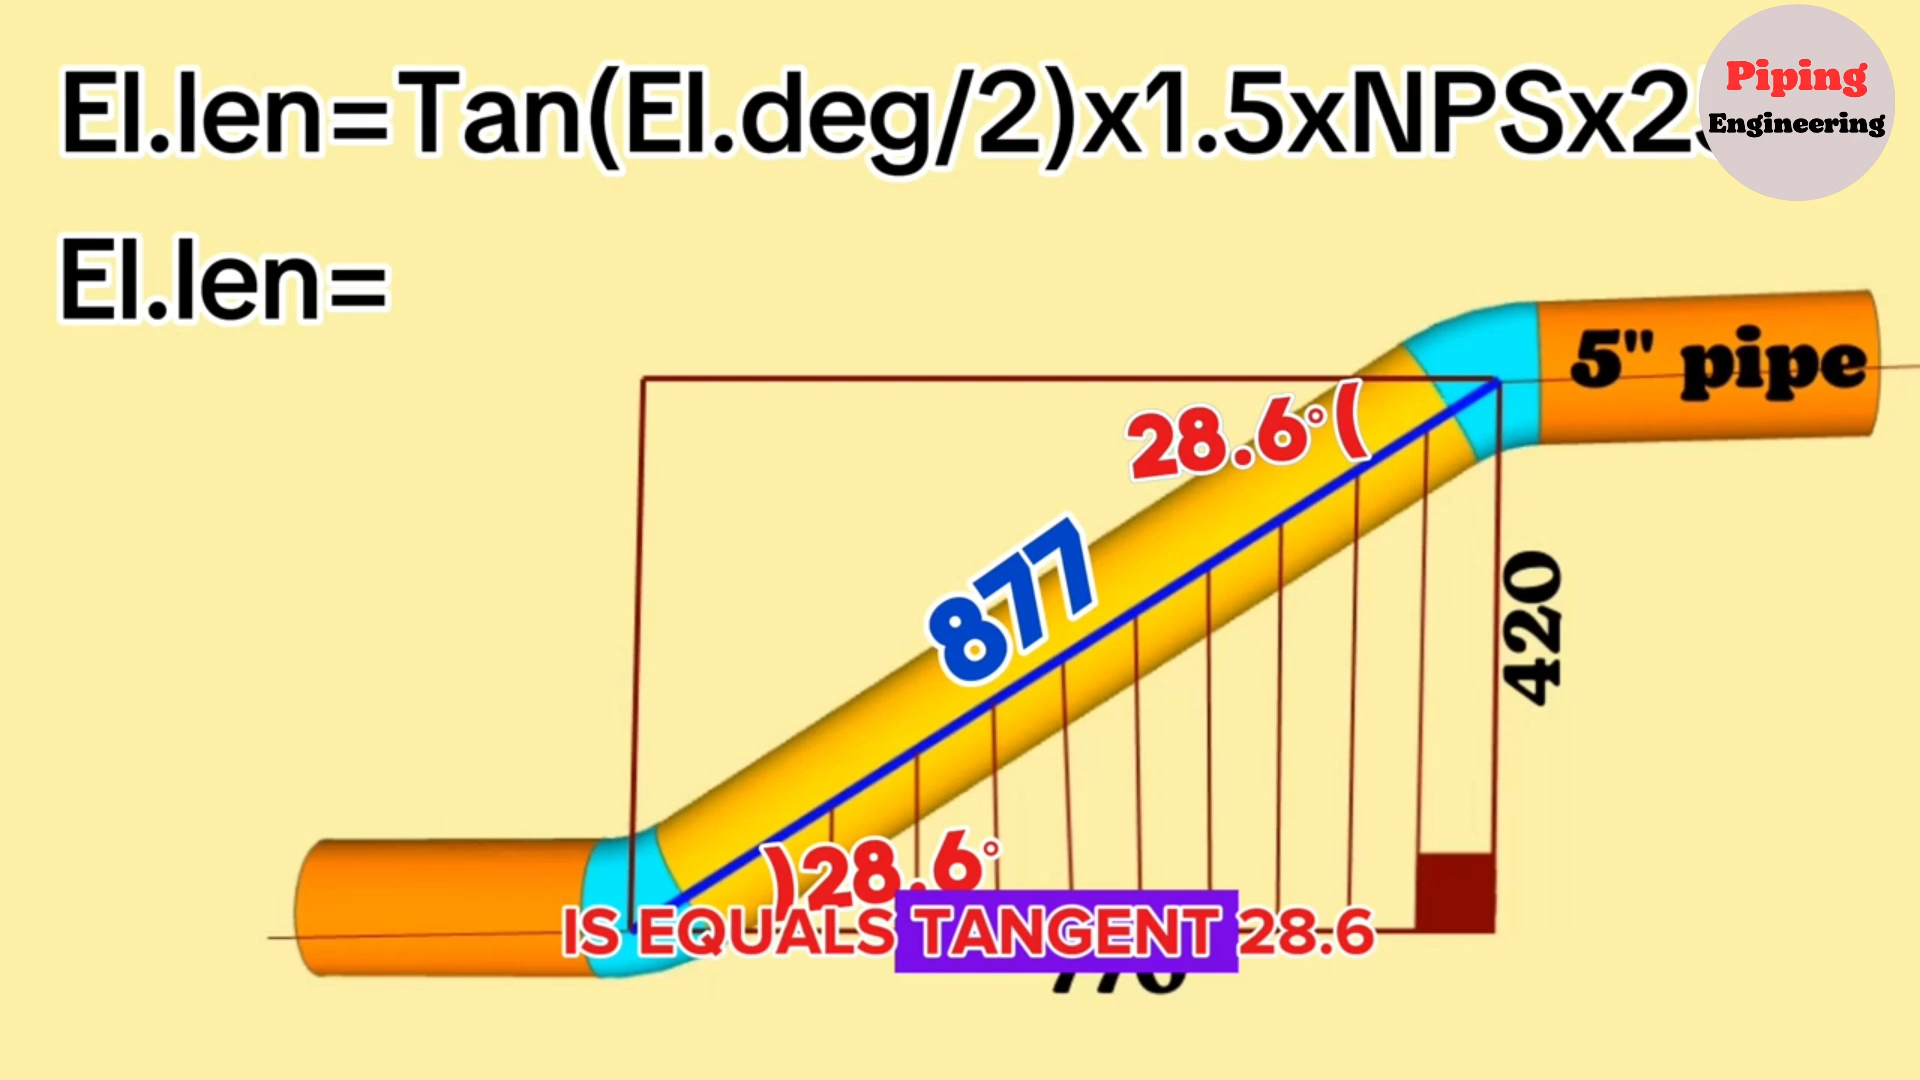 El.len=Tan(El.deg/2)x1.5xNPSx2
Piping
Engineering
El.len=
5" pipe
28.6°(
877
420
)28.6°
IS EQUALS TANGENT 28.6